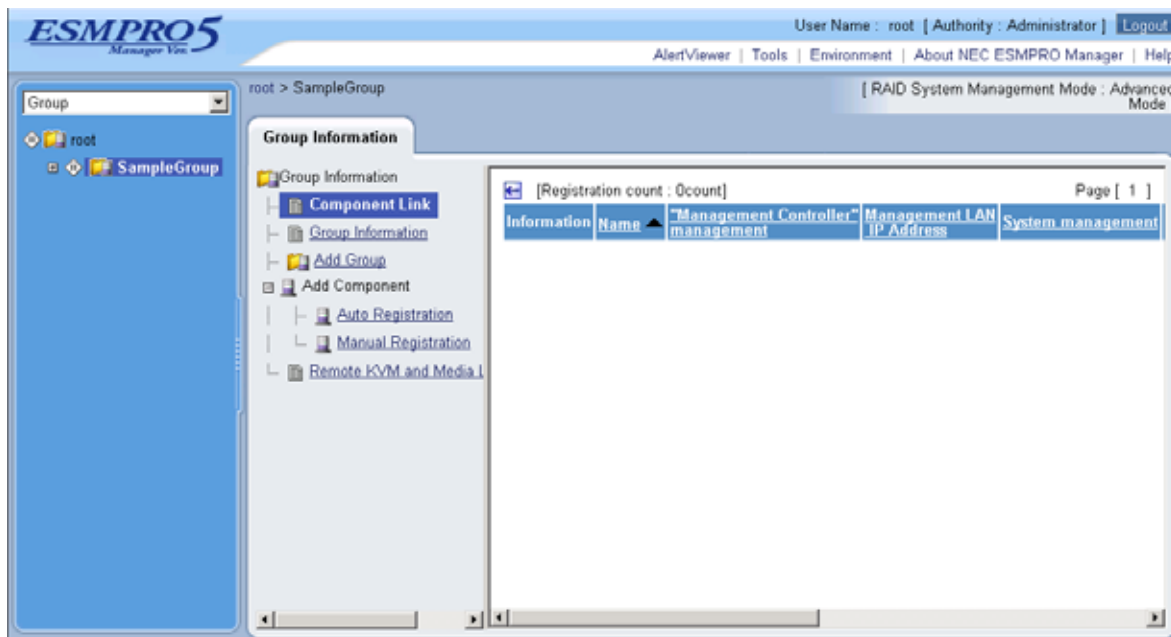 ESMPRO5
Manager Ver.
User Name : root [ Authority : Administrator ] Logout
AlertViewer | Tools | Environment | About NEC ESMPRO Manager | Help
Group
root
SampleGroup
root > SampleGroup
[ RAID System Management Mode : Advanced
Mode
Group Information
Group Information
Component Link
Group Information
Add Group
Add Component
Auto Registration
Manual Registration
Remote KVM and Media L
[Registration count : 0count]
Page [ 1 ]
Information
Name
"Management Controller"
management
Management LAN
IP Address
System management